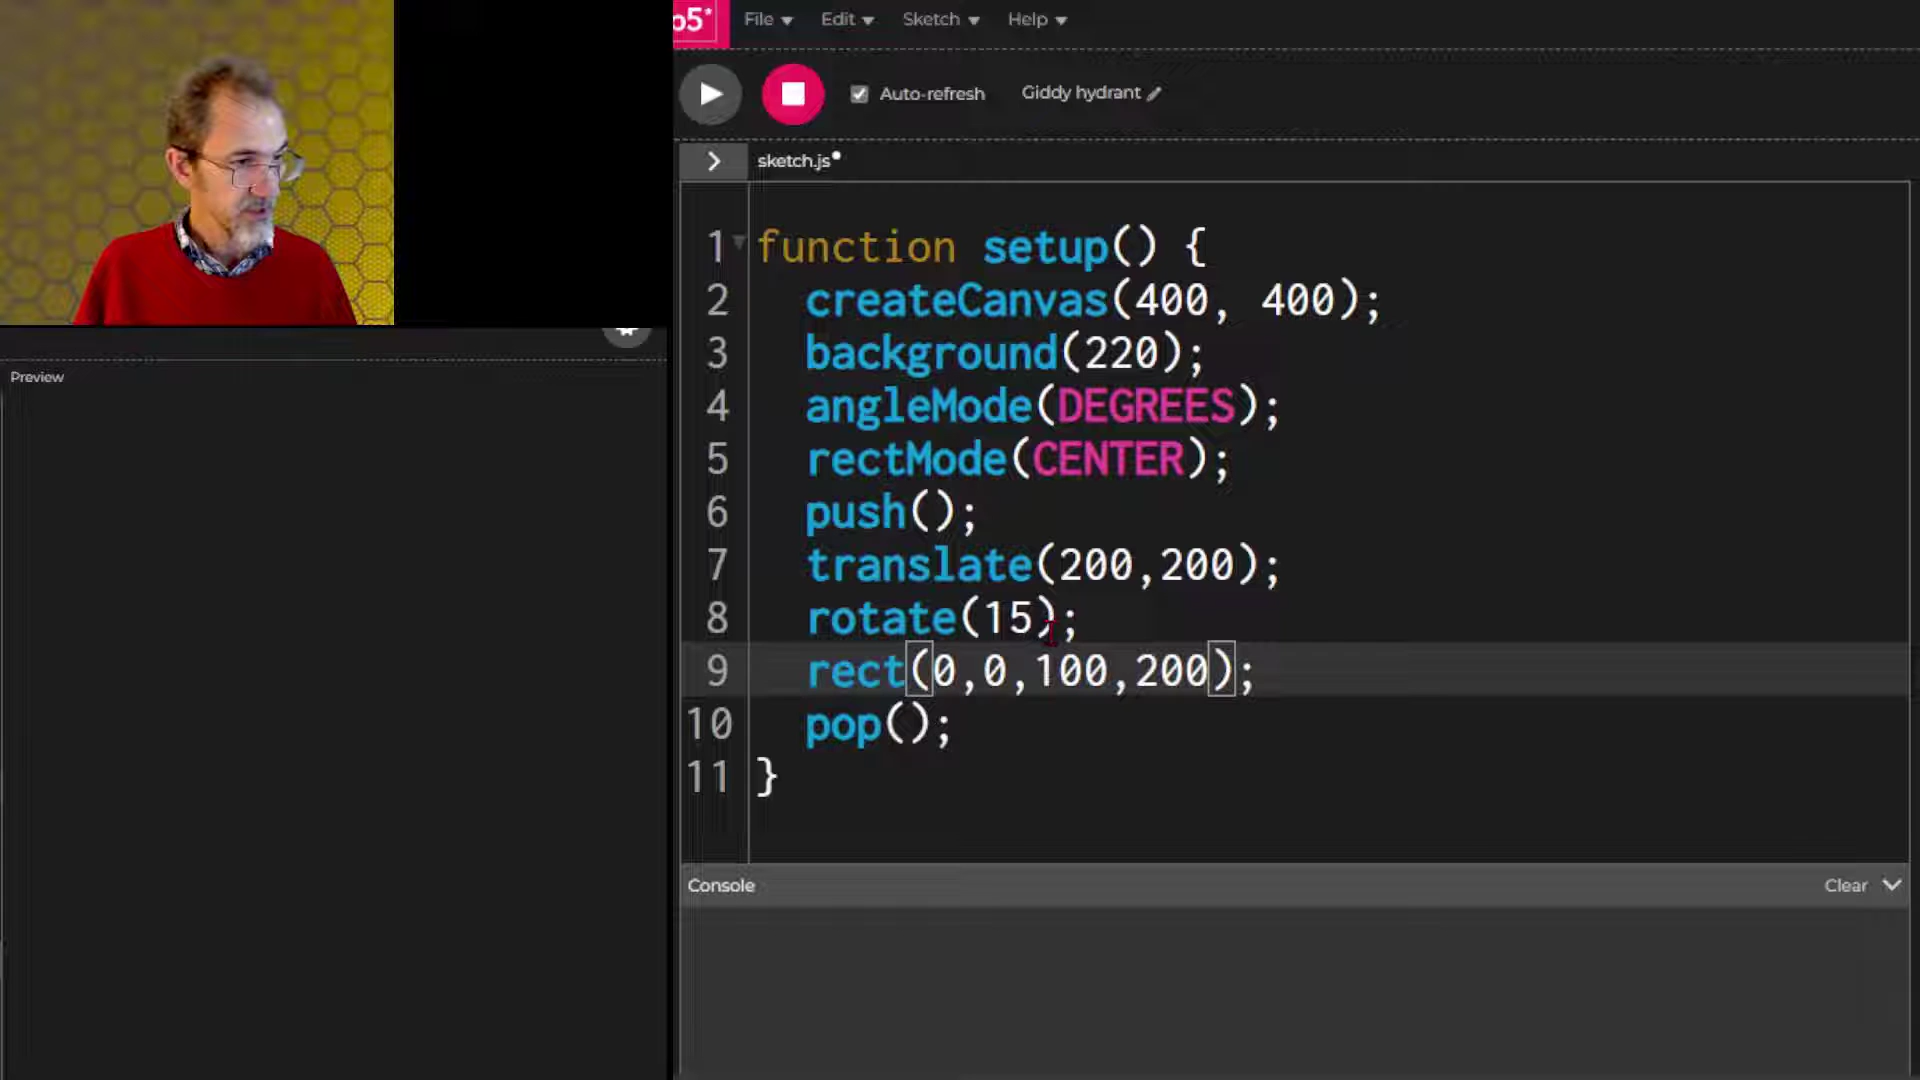 p5*
File
Edit
Sketch
Help
Auto-refresh
Giddy hydrant
sketch.js
Preview
1 function setup() {
2 createCanvas(400, 400);
3 background(220);
4 angleMode(DEGREES);
5 rectMode(CENTER);
6 push();
7 translate(200,200);
8 rotate(15);
9 rect(0,0,100,200);
10 pop();
11 }
Console
Clear